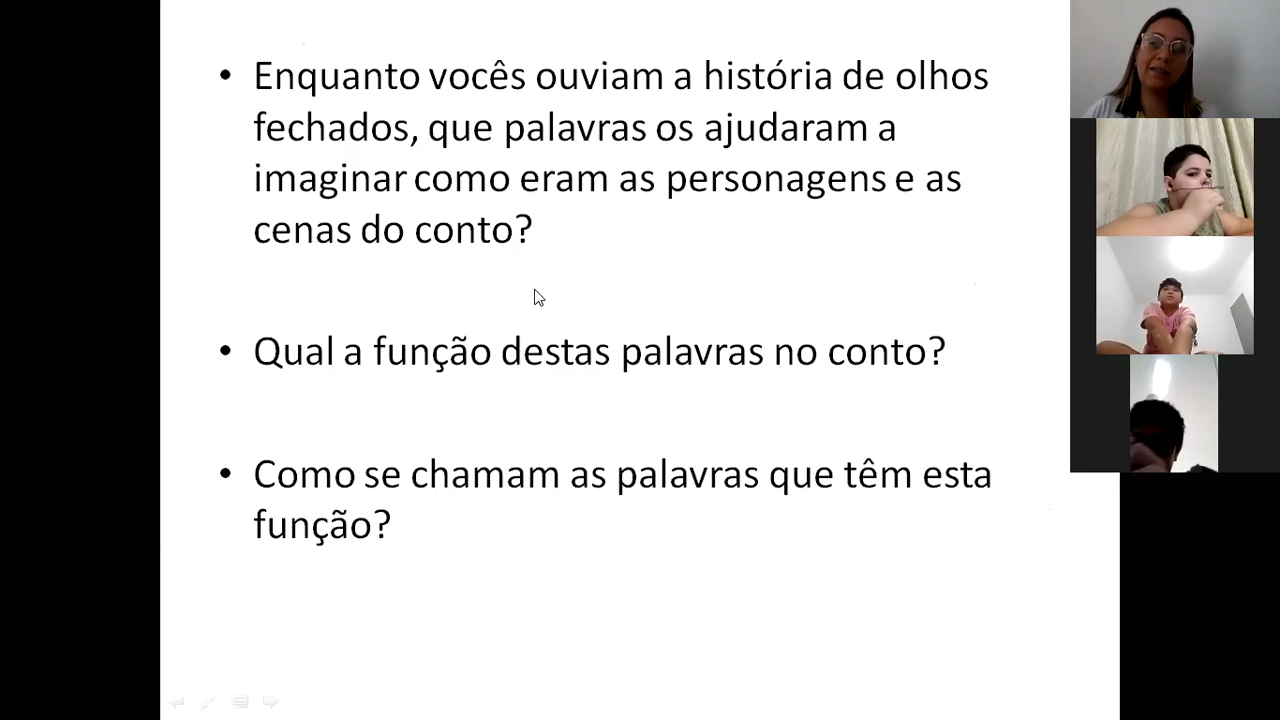 • Enquanto vocês ouviam a história de olhos
fechados, que palavras os ajudaram a
imaginar como eram as personagens e as
cenas do conto?
• Qual a função destas palavras no conto?
• Como se chamam as palavras que têm esta
função?